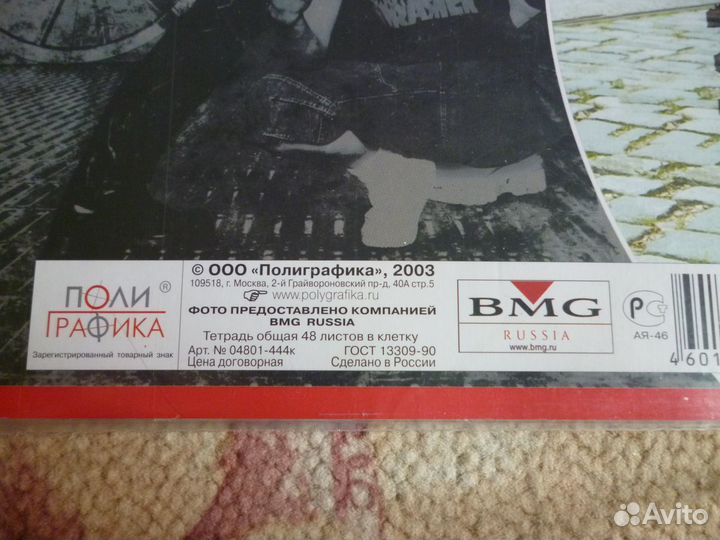 ПОЛИ ®
ГРАФИКА
Зарегистрированный товарный знак
© ООО «Полиграфика», 2003
109518, г. Москва, 2-й Грайвороновский пр-д, 40А стр.5
www.polygrafika.ru
ФОТО ПРЕДОСТАВЛЕНО КОМПАНИЕЙ
BMG RUSSIA
Тетрадь общая 48 листов в клетку
Арт. № 04801-444к ГОСТ 13309-90
Цена договорная Сделано в России
BMG
RUSSIA
www.bmg.ru
АЯ-46
4601
Avito